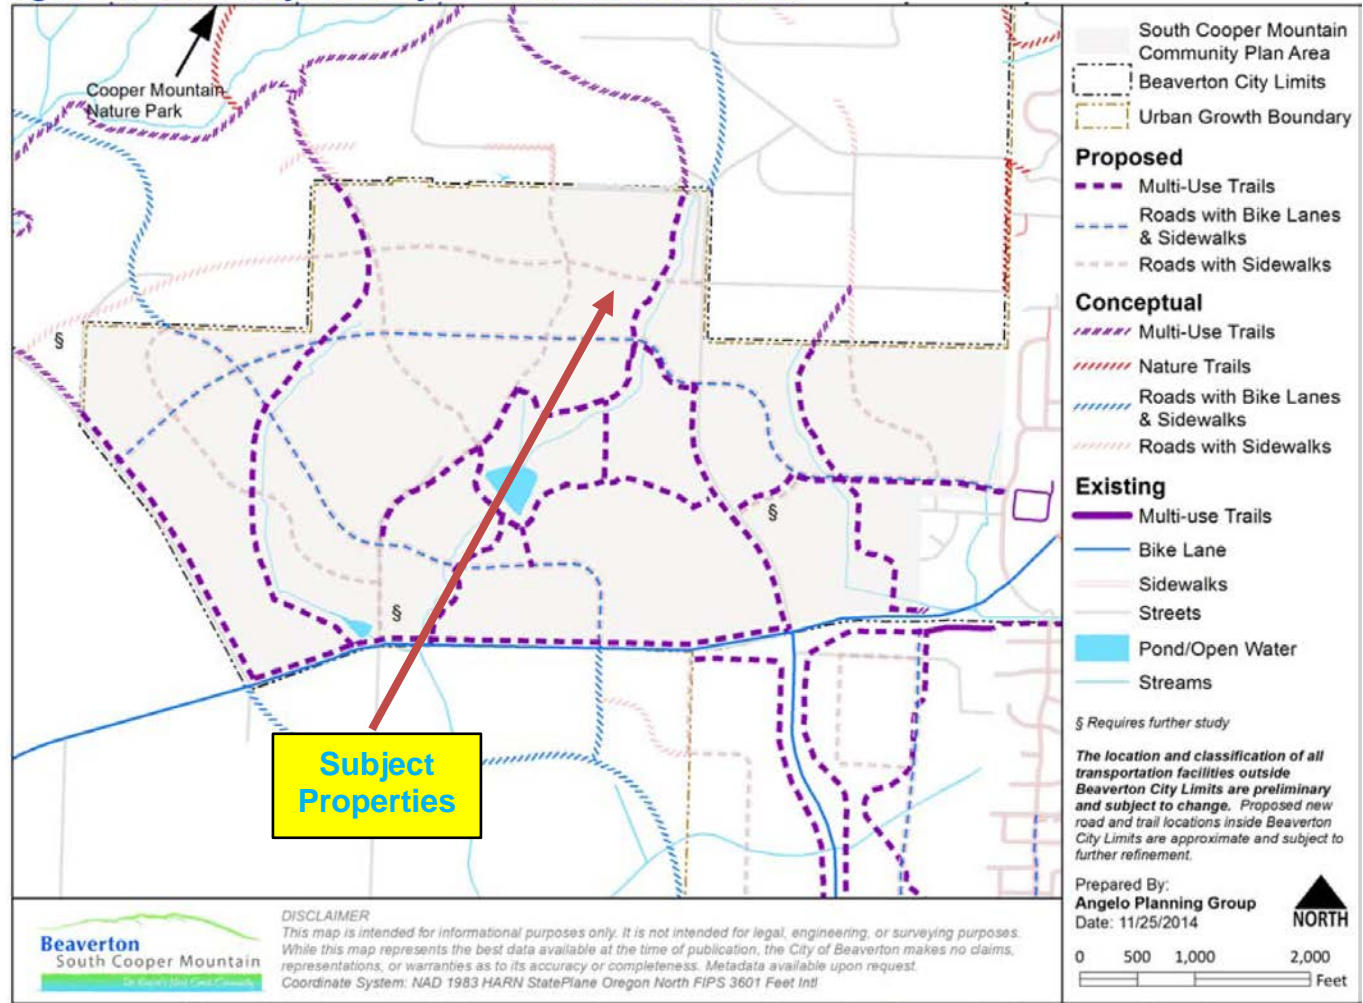 Cooper Mountain
Nature Park
§
§
§
Subject
Properties
South Cooper Mountain
Community Plan Area
Beaverton City Limits
Urban Growth Boundary
Proposed
Multi-Use Trails
Roads with Bike Lanes
& Sidewalks
Roads with Sidewalks
Conceptual
Multi-Use Trails
Nature Trails
Roads with Bike Lanes
& Sidewalks
Roads with Sidewalks
Existing
Multi-use Trails
Bike Lane
Sidewalks
Streets
Pond/Open Water
Streams
§ Requires further study
The location and classification of all
transportation facilities outside
Beaverton City Limits are preliminary
and subject to change. Proposed new
road and trail locations inside Beaverton
City Limits are approximate and subject to
further refinement.
Prepared By:
Angelo Planning Group
Date: 11/25/2014
NORTH
0 500 1,000 2,000
Feet
Beaverton
South Cooper Mountain
DISCLAIMER
This map is intended for informational purposes only. It is not intended for legal, engineering, or surveying purposes.
While this map represents the best data available at the time of publication, the City of Beaverton makes no claims,
representations, or warranties as to its accuracy or completeness. Metadata available upon request.
Coordinate System: NAD 1983 HARN StatePlane Oregon North FIPS 3601 Feet Intl